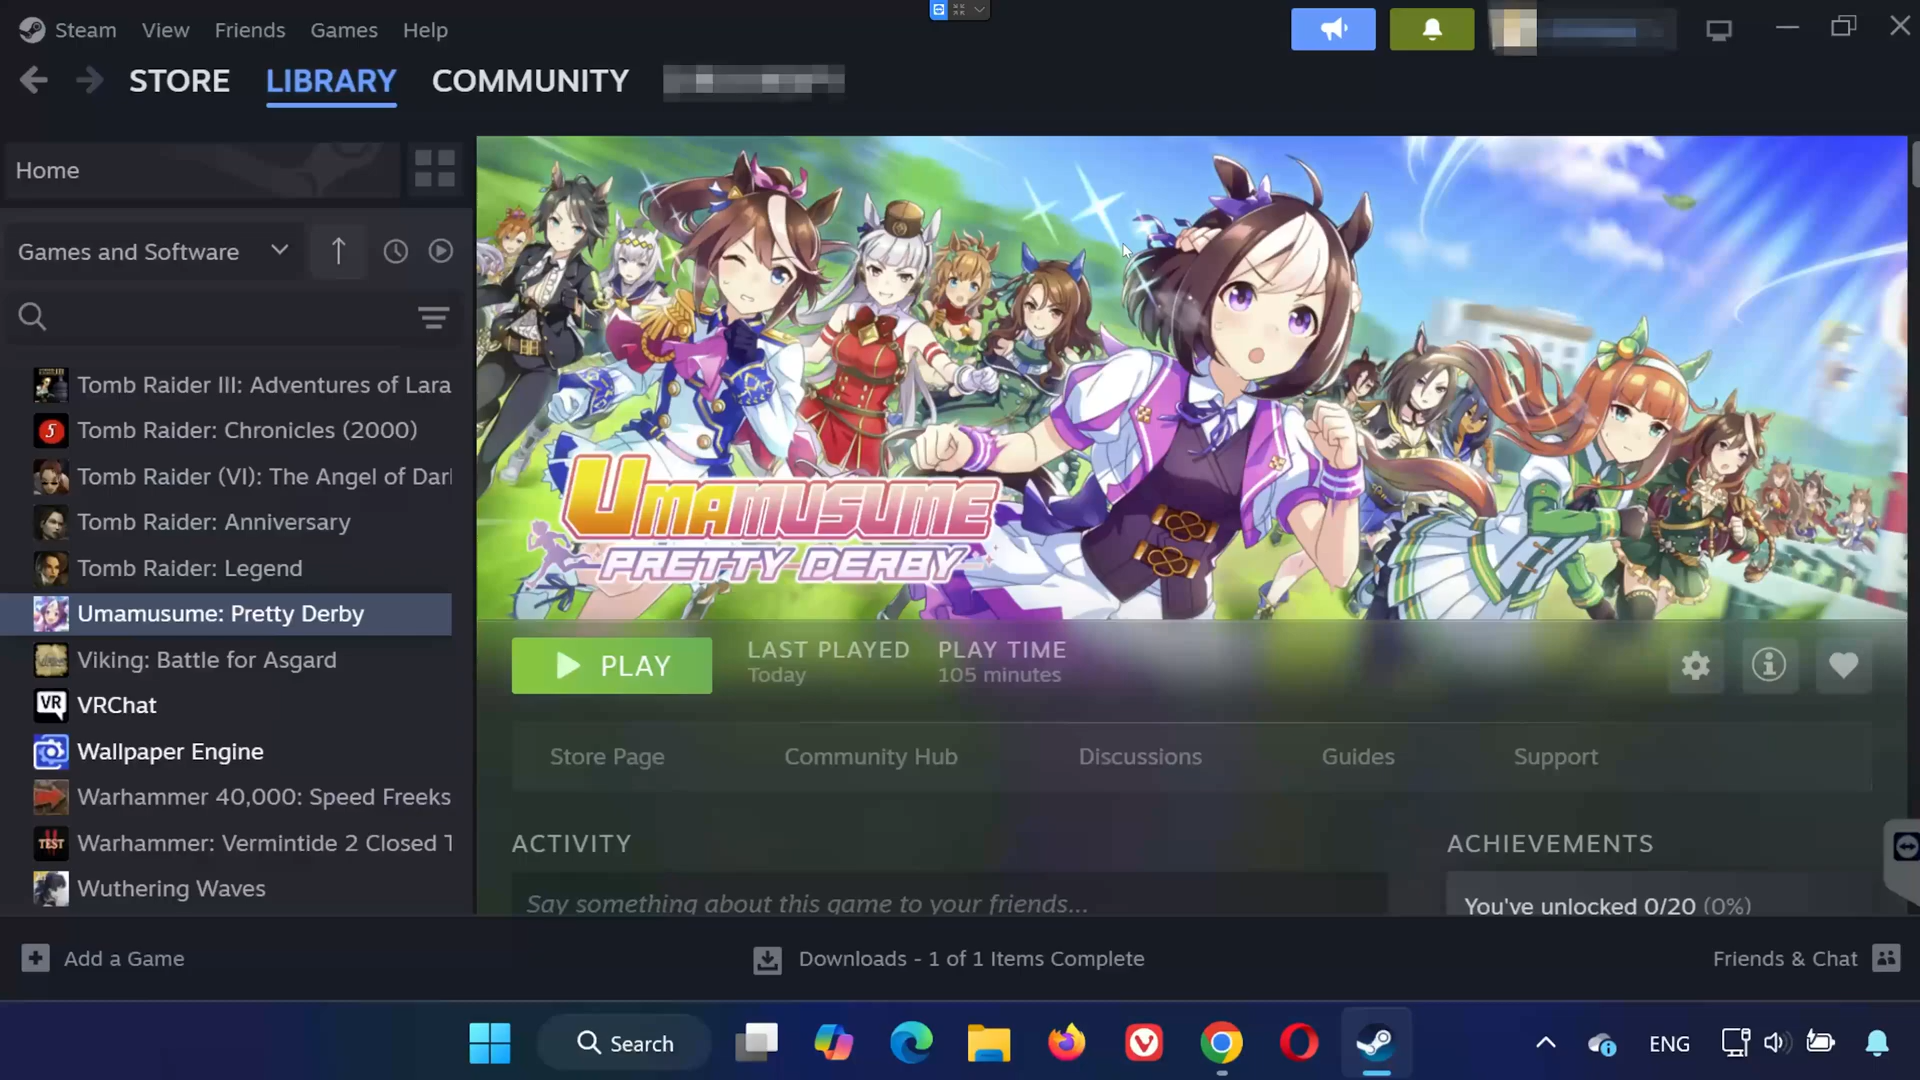 Steam View Friends Games Help
STORE LIBRARY COMMUNITY
Home
Games and Software
Tomb Raider III: Adventures of Lara
Tomb Raider: Chronicles (2000)
Tomb Raider (VI): The Angel of Dar
Tomb Raider: Anniversary
Tomb Raider: Legend
Umamusume: Pretty Derby
Viking: Battle for Asgard
VR VRChat
Wallpaper Engine
Warhammer 40,000: Speed Freeks
TEST Warhammer: Vermintide 2 Closed T
Wuthering Waves
UMAMUSUME
PRETTY DERBY
PLAY
LAST PLAYED
Today
PLAY TIME
105 minutes
Store Page Community Hub Discussions Guides Support
ACTIVITY
Say something about this game to your friends...
ACHIEVEMENTS
You've unlocked 0/20 (0%)
Add a Game
Downloads - 1 of 1 Items Complete
Friends & Chat
Search
ENG